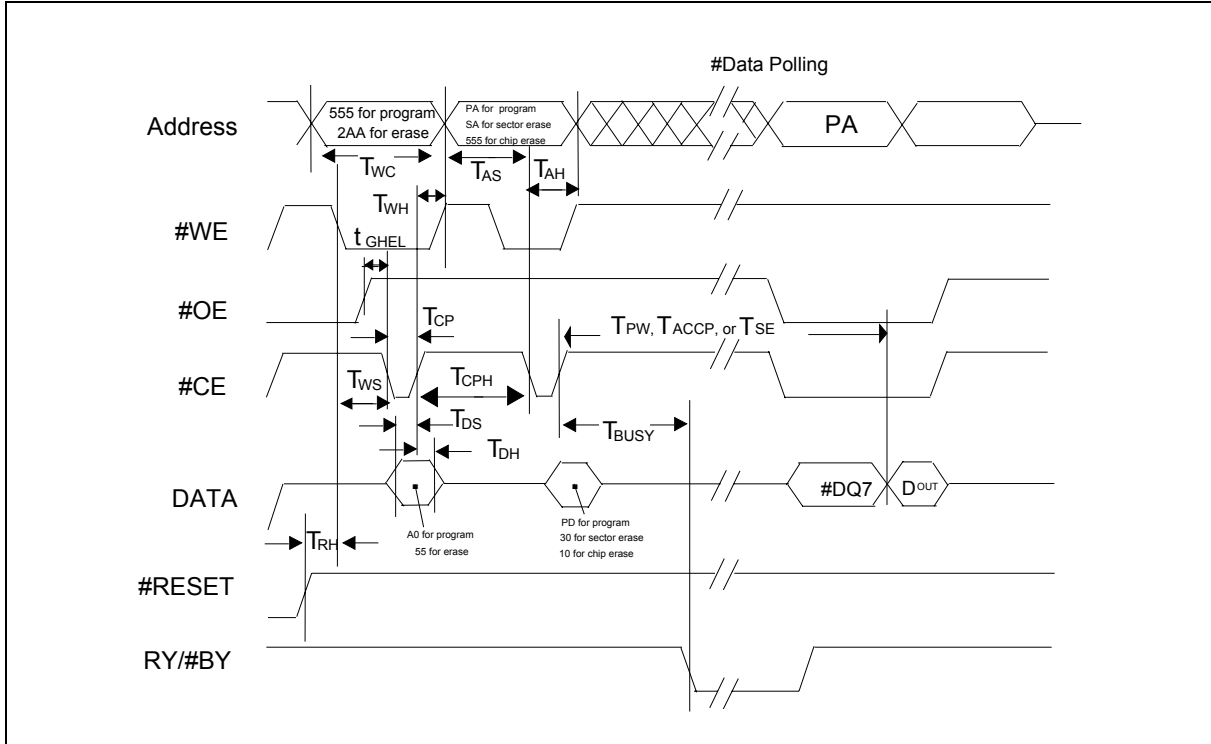 #Data Polling
Address
555 for program
2AA for erase
PA for program
SA for sector erase
555 for chip erase
PA
TWC
TAS
TAH
TWH
#WE
t GHEL
#OE
TCP
TPW, TACCP, or TSE
#CE
TWS
TCPH
TDS
TBUSY
TDH
DATA
#DQ7
DOUT
A0 for program
55 for erase
PD for program
30 for sector erase
10 for chip erase
TRH
#RESET
RY/#BY